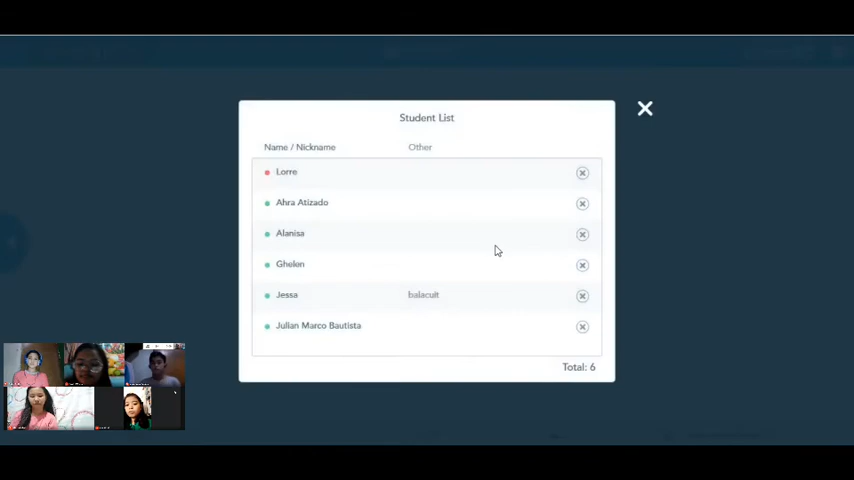 Student List
Name / Nickname Other
Lorre
Ahra Atizado
Alanisa
Ghelen
Jessa balacuit
Julian Marco Bautista
Total: 6